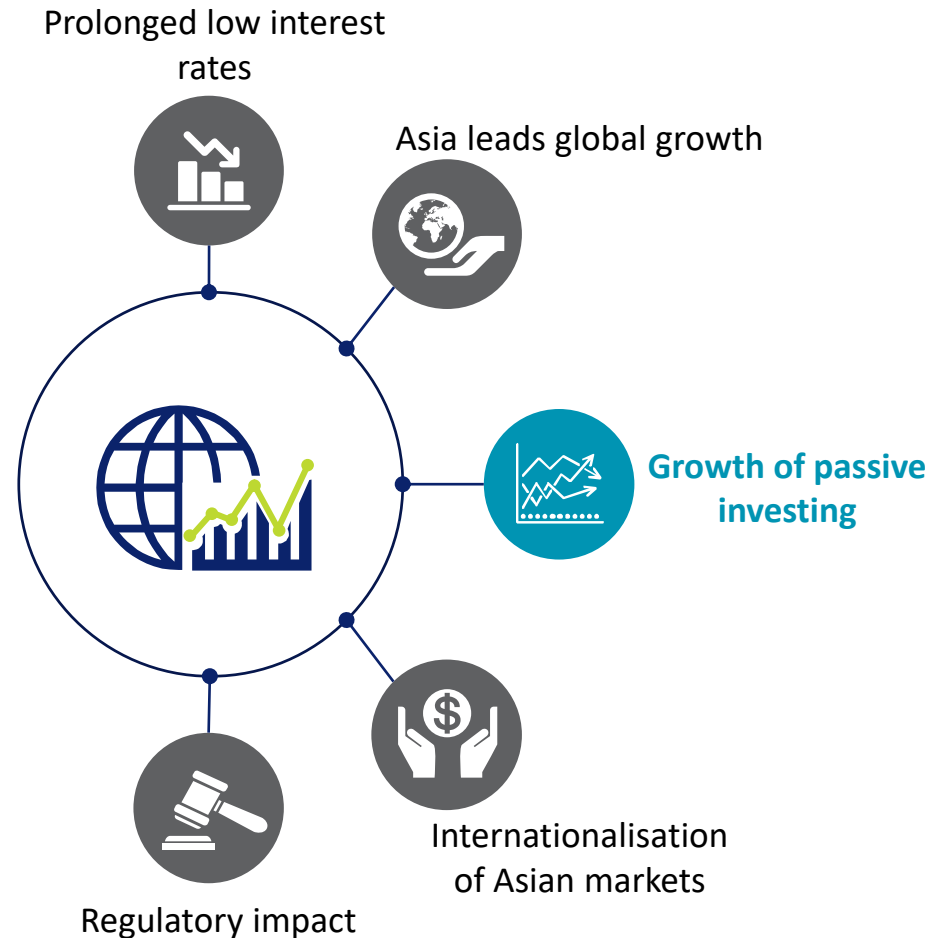 Prolonged low interest
rates
Asia leads global growth
Growth of passive
investing
$
Internationalisation
of Asian markets
Regulatory impact